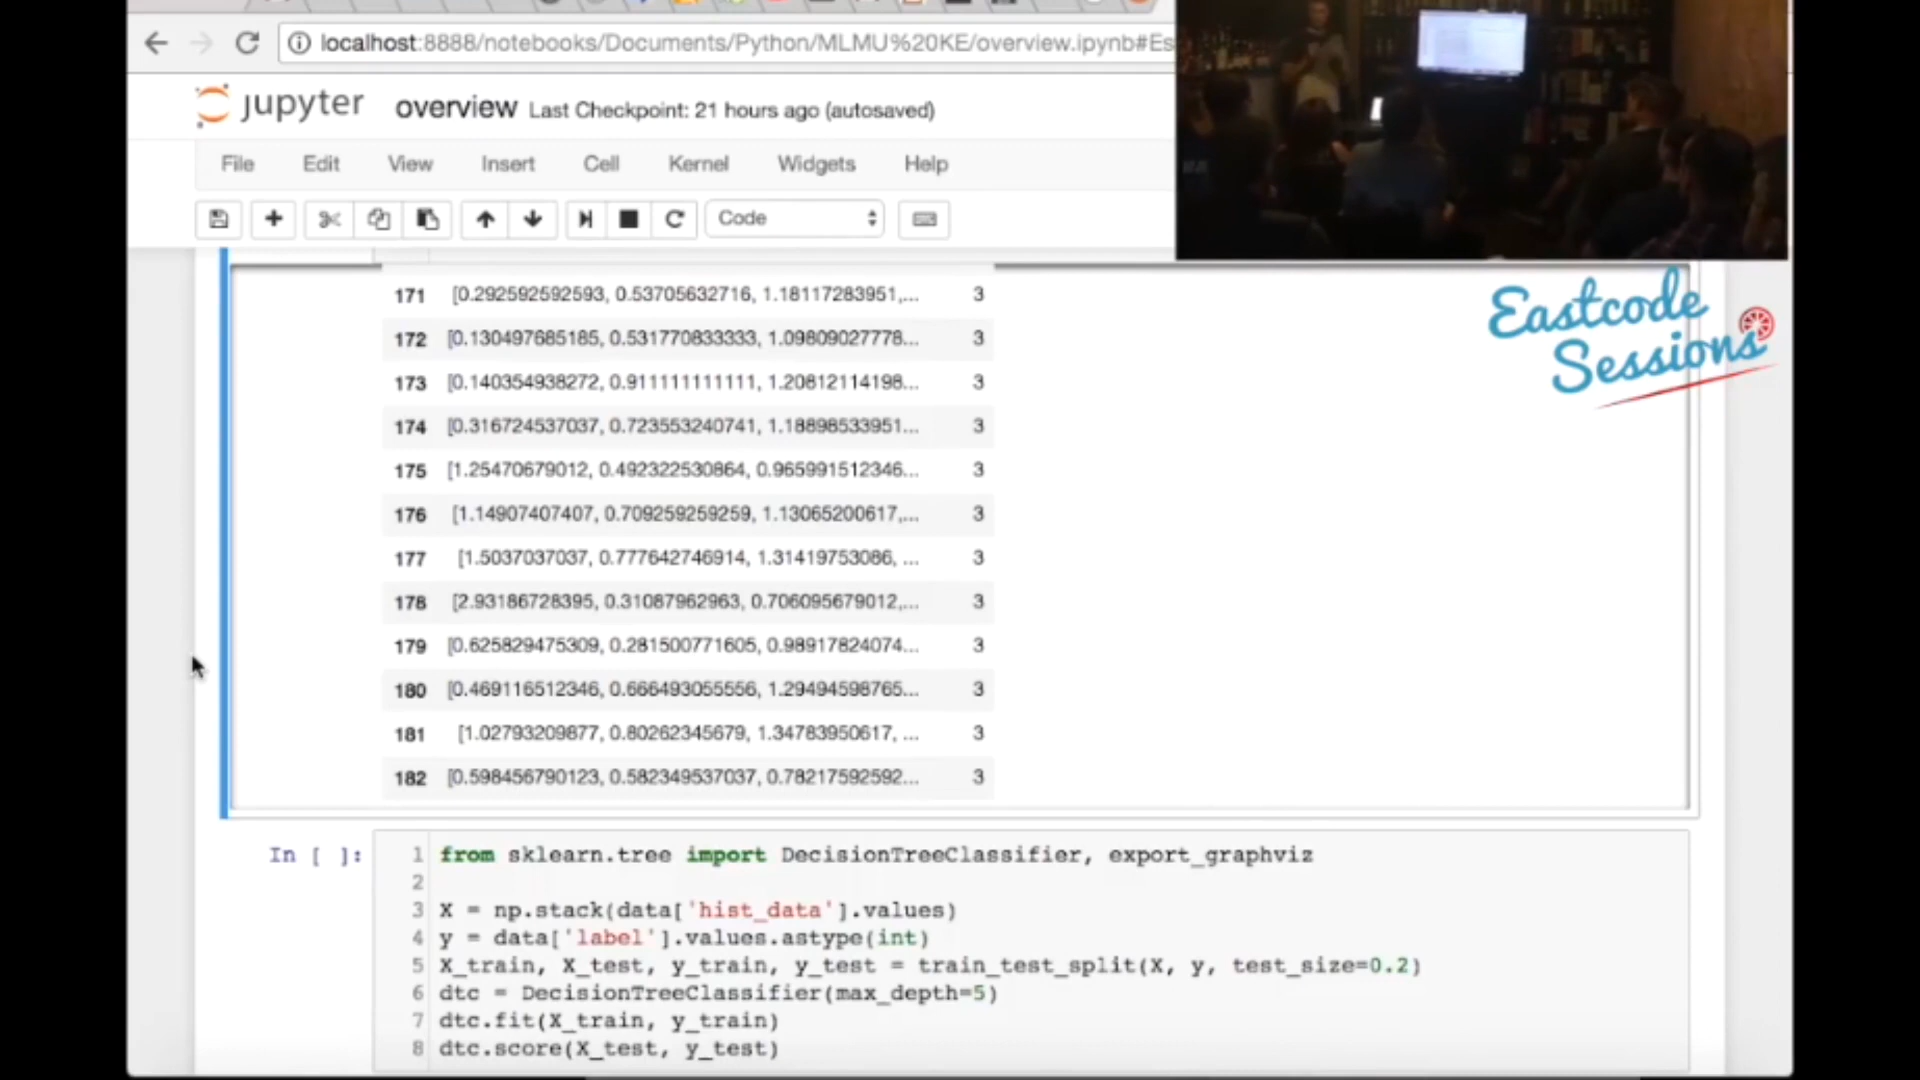 localhost:8888/notebooks/Documents/Python/MLMU%20KE/overview.ipynb#Es
jupyter overview Last Checkpoint: 21 hours ago (autosaved)
File Edit View Insert Cell Kernel Widgets Help
Code
171 [0.292592592593, 0.53705632716, 1.18117283951,... 3
172 [0.130497685185, 0.531770833333, 1.09809027778... 3
173 [0.140354938272, 0.911111111111, 1.20812114198... 3
174 [0.316724537037, 0.723553240741, 1.18898533951... 3
175 [1.25470679012, 0.492322530864, 0.965991512346... 3
176 [1.14907407407, 0.709259259259, 1.13065200617,... 3
177 [1.5037037037, 0.777642746914, 1.31419753086, ... 3
178 [2.93186728395, 0.31087962963, 0.706095679012,... 3
179 [0.625829475309, 0.281500771605, 0.98917824074... 3
180 [0.469116512346, 0.666493055556, 1.29494598765... 3
181 [1.02793209877, 0.80262345679, 1.34783950617, ... 3
182 [0.598456790123, 0.582349537037, 0.78217592592... 3
Eastcode
Sessions
In [ ]: 1 from sklearn.tree import DecisionTreeClassifier, export_graphviz
2
3 X = np.stack(data['hist_data'].values)
4 y = data['label'].values.astype(int)
5 X_train, X_test, y_train, y_test = train_test_split(X, y, test_size=0.2)
6 dtc = DecisionTreeClassifier(max_depth=5)
7 dtc.fit(X_train, y_train)
8 dtc.score(X_test, y_test)